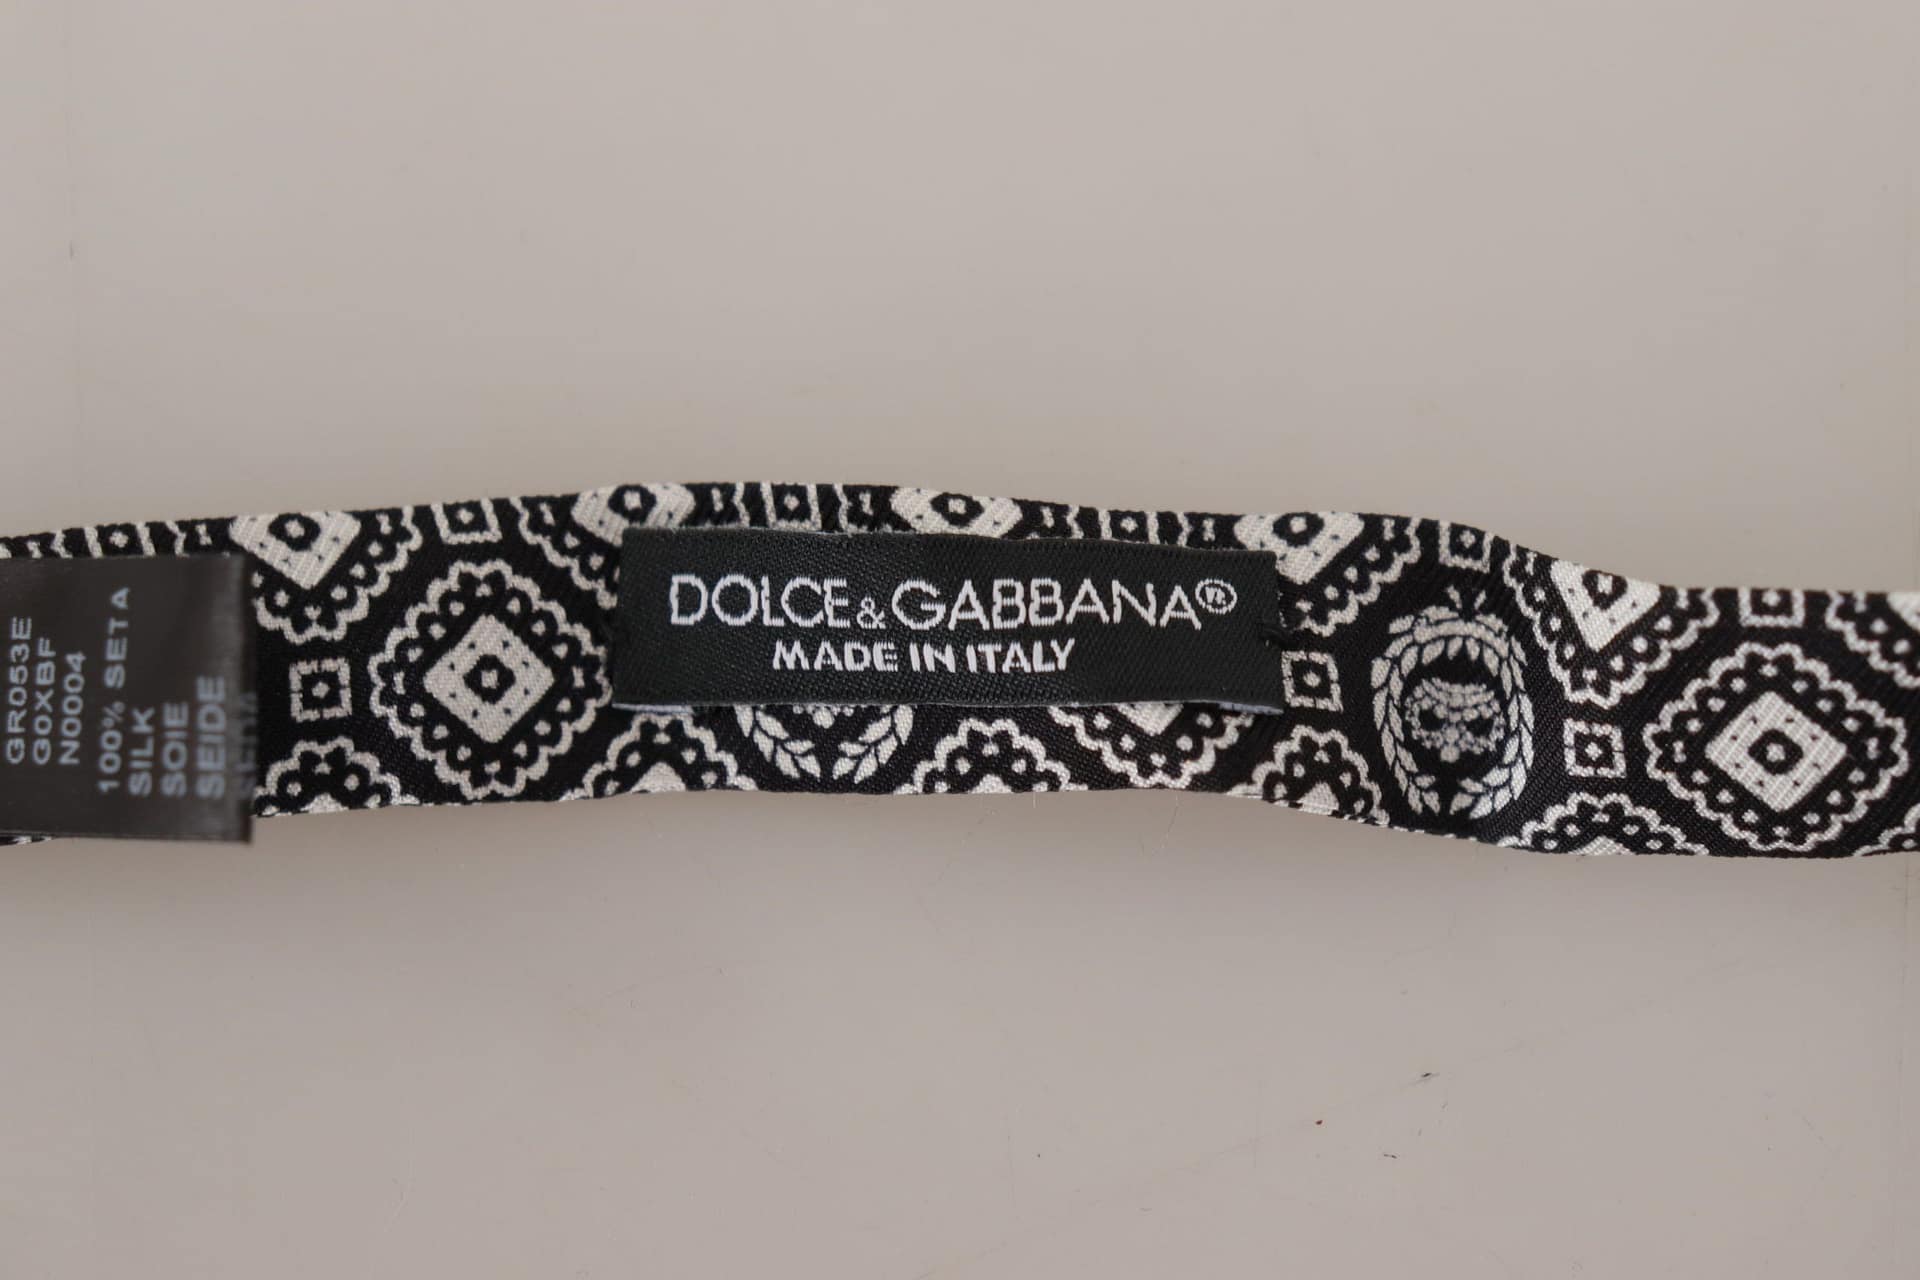 GR053E
G0XBF
N0004
100% SETA
SILK
SOIE
SEIDE
DOLCE&GABBANA®
MADE IN ITALY